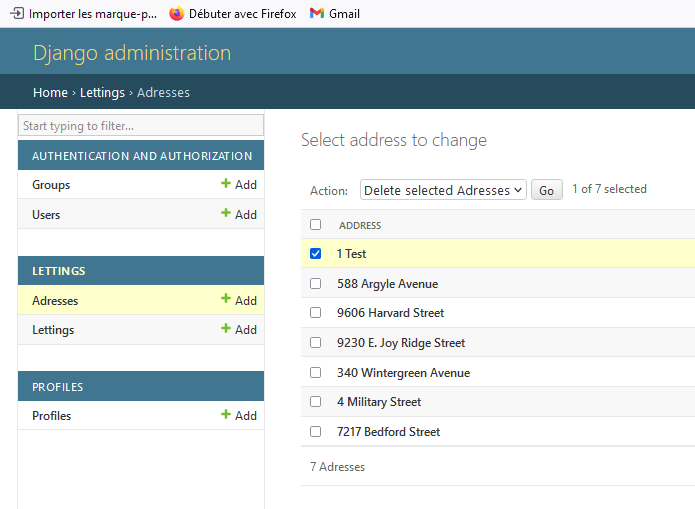 Importer les marque-p... Débuter avec Firefox Gmail
Django administration
Home › Lettings › Adresses
Start typing to filter...
AUTHENTICATION AND AUTHORIZATION
Groups + Add
Users + Add
LETTINGS
Adresses + Add
Lettings + Add
PROFILES
Profiles + Add
Select address to change
Action: Delete selected Adresses Go 1 of 7 selected
ADDRESS
1 Test
588 Argyle Avenue
9606 Harvard Street
9230 E. Joy Ridge Street
340 Wintergreen Avenue
4 Military Street
7217 Bedford Street
7 Adresses